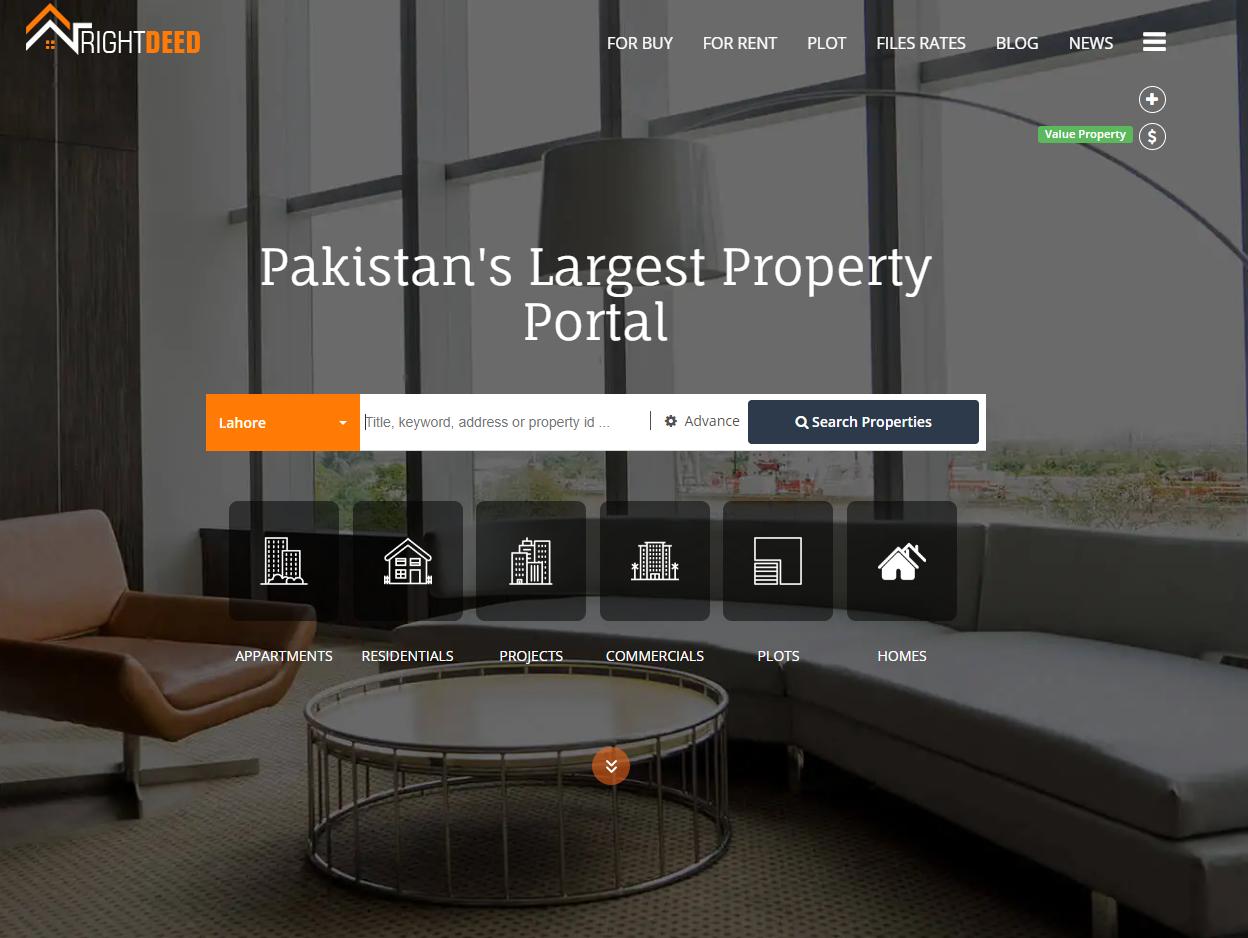 RIGHTDEED
FOR BUY FOR RENT PLOT FILES RATES BLOG NEWS
Value Property $
Pakistan's Largest Property
Portal
Lahore Title, keyword, address or property id ... Advance Search Properties
APPARTMENTS RESIDENTIALS PROJECTS COMMERCIALS PLOTS HOMES